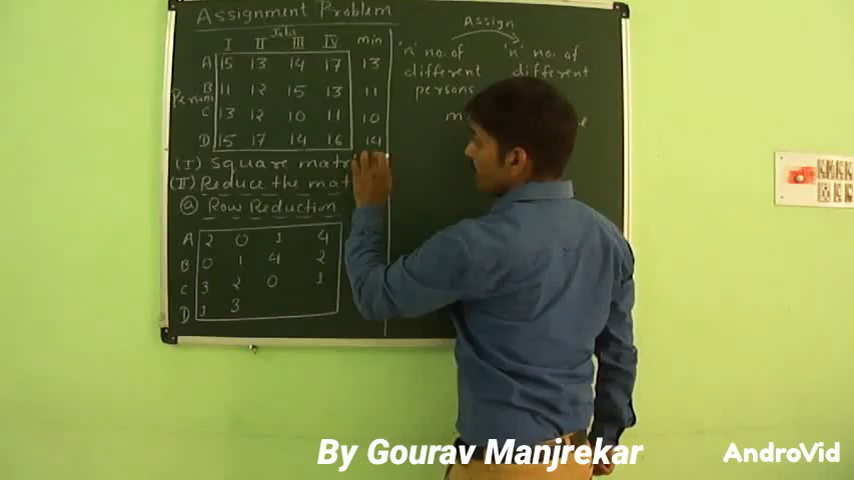 Assignment Problem
Jobs
I II III IV min
A 15 13 14 17 13
B 11 12 15 13 11
Persons
C 13 12 10 11 10
D 15 17 14 16 14
(I) Square matr
(II) Reduce the mat
(a) Row Reduction
A 2 0 1 4
B 0 1 4 2
C 3 2 0 1
D 1 3
Assign
'n' no. of 'n' no. of
different different
persons
By Gourav Manjrekar
AndroVid